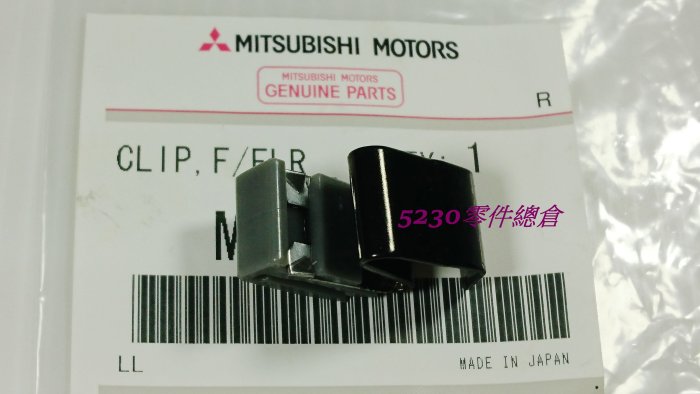 MITSUBISHI MOTORS
MITSUBISHI MOTORS
GENUINE PARTS
R
CLIP, F/FLR 1
5230零件總倉
M
LL
MADE IN JAPAN